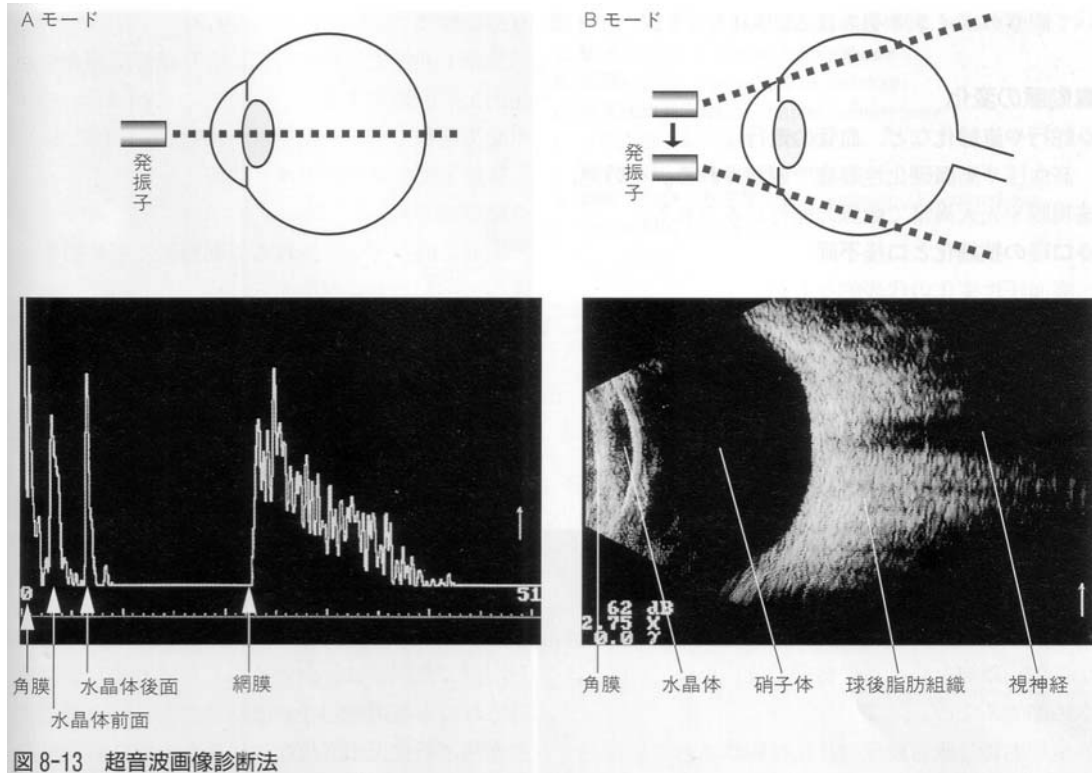 Aモード
発振子
Bモード
発振子
0
51
角膜
水晶体前面
水晶体後面
網膜
62 dB
2.75 X
0.0 γ
角膜
水晶体
硝子体
球後脂肪組織
視神経
図 8-13 超音波画像診断法